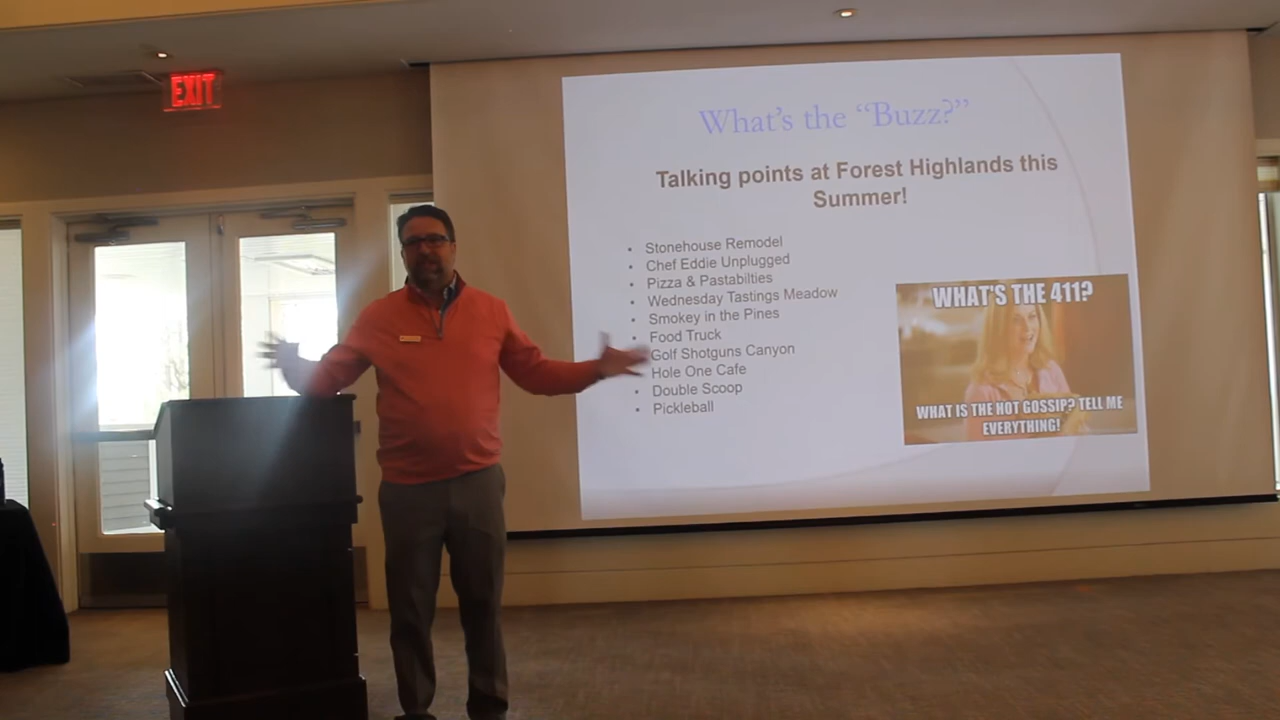 EXIT
What's the “Buzz?”
Talking points at Forest Highlands this
Summer!
• Stonehouse Remodel
• Chef Eddie Unplugged
• Pizza & Pastabilties
• Wednesday Tastings Meadow
• Smokey in the Pines
• Food Truck
Golf Shotguns Canyon
Hole One Cafe
• Double Scoop
• Pickleball
WHAT'S THE 411?
WHAT IS THE HOT GOSSIP? TELL ME
EVERYTHING!